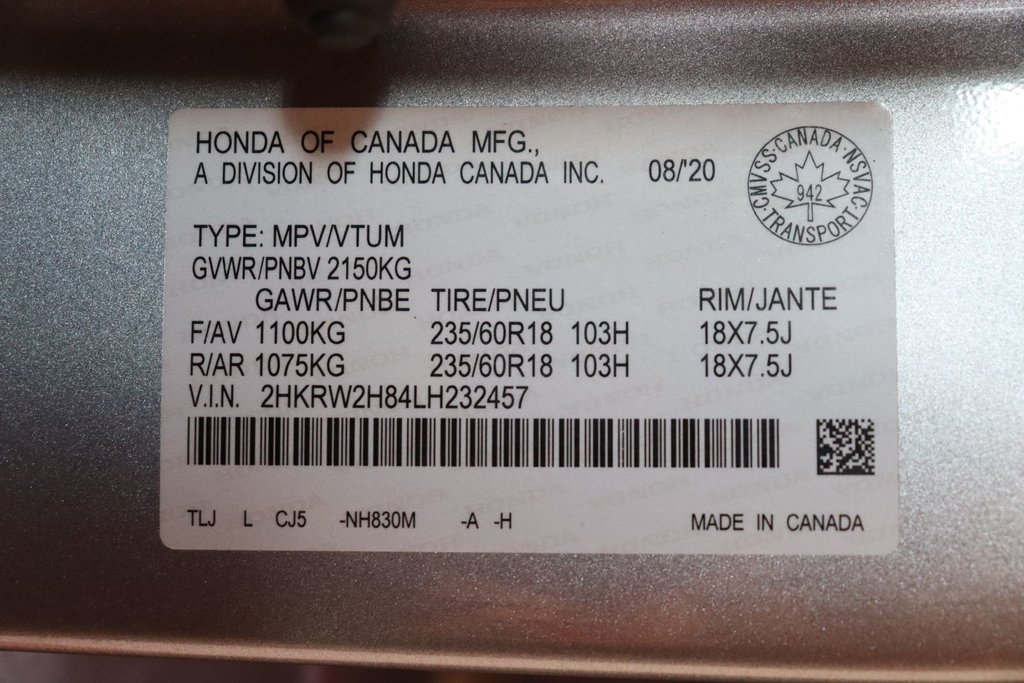 HONDA OF CANADA MFG.,
A DIVISION OF HONDA CANADA INC. 08/'20
CMVSS·CANADA·NSVAC·TRANSPORT·
942
TYPE: MPV/VTUM
GVWR/PNBV 2150KG
GAWR/PNBE TIRE/PNEU RIM/JANTE
F/AV 1100KG 235/60R18 103H 18X7.5J
R/AR 1075KG 235/60R18 103H 18X7.5J
V.I.N. 2HKRW2H84LH232457
TLJ L CJ5 -NH830M -A -H MADE IN CANADA